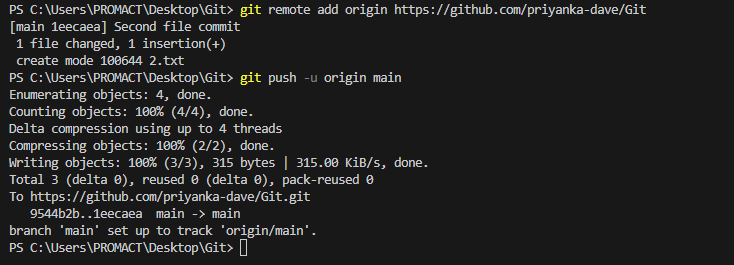 PS C:\Users\PROMACT\Desktop\Git> git remote add origin https://github.com/priyanka-dave/Git
[main 1eecaea] Second file commit
 1 file changed, 1 insertion(+)
 create mode 100644 2.txt
PS C:\Users\PROMACT\Desktop\Git> git push -u origin main
Enumerating objects: 4, done.
Counting objects: 100% (4/4), done.
Delta compression using up to 4 threads
Compressing objects: 100% (2/2), done.
Writing objects: 100% (3/3), 315 bytes | 315.00 KiB/s, done.
Total 3 (delta 0), reused 0 (delta 0), pack-reused 0
To https://github.com/priyanka-dave/Git.git
   9544b2b..1eecaea  main -> main
branch 'main' set up to track 'origin/main'.
PS C:\Users\PROMACT\Desktop\Git>